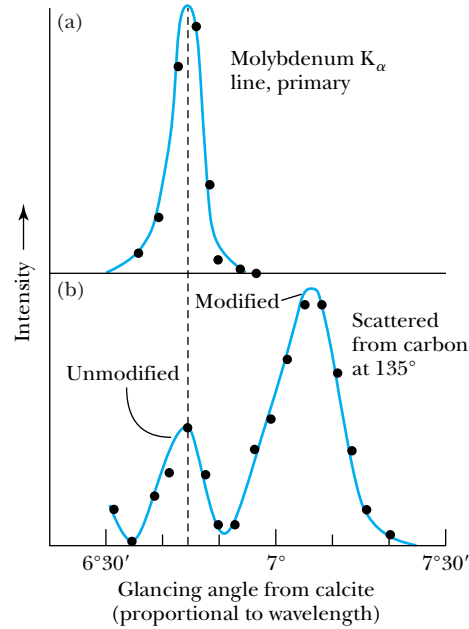 (a)
Molybdenum Kα
line, primary
Intensity
(b)
Modified
Scattered
from carbon
at 135°
Unmodified
6°30′
7°
7°30′
Glancing angle from calcite
(proportional to wavelength)